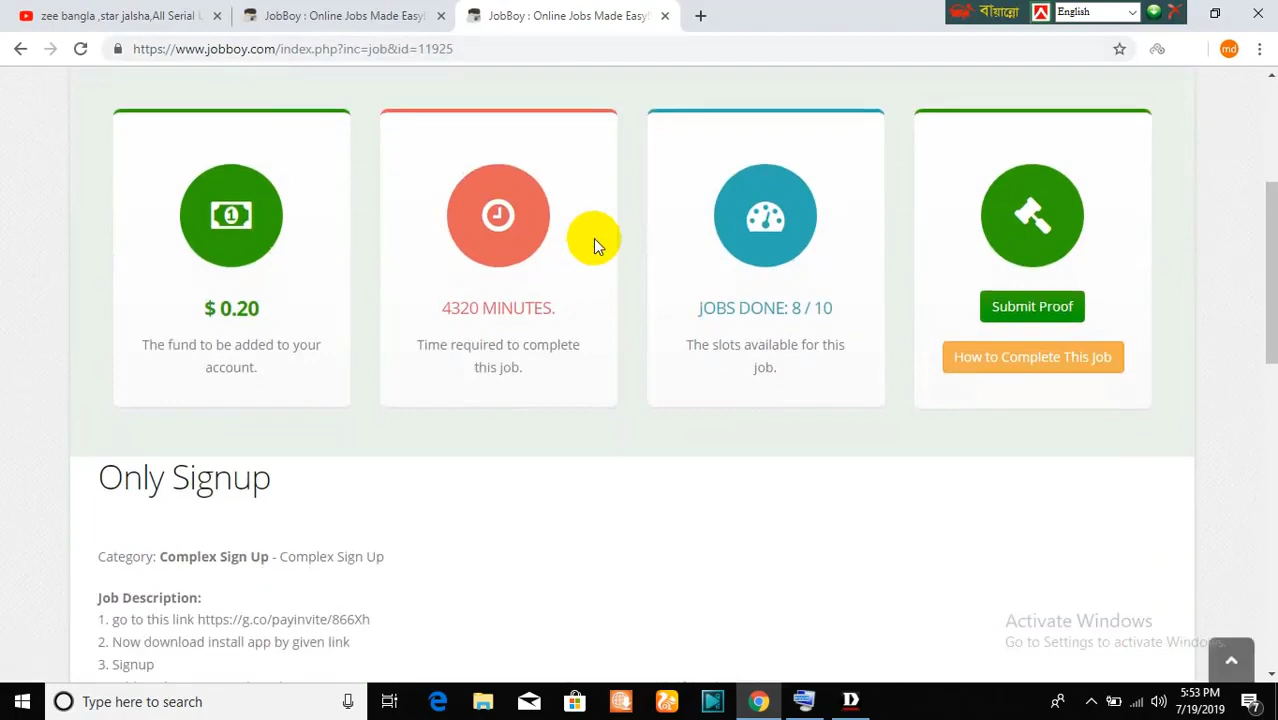 zee bangla ,star jalsha,All Serial
JobBoy: Online Jobs Made Easy
JobBoy: Online Jobs Made Easy!
বায়ান্নো
English
https://www.jobboy.com/index.php?inc=job&id=11925
md
$ 0.20
The fund to be added to your
account.
4320 MINUTES.
Time required to complete
this job.
JOBS DONE: 8 / 10
The slots available for this
job.
Submit Proof
How to Complete This Job
Only Signup
Category: Complex Sign Up - Complex Sign Up
Job Description:
1. go to this link https://g.co/payinvite/866Xh
2. Now download install app by given link
3. Signup
Activate Windows
Go to Settings to activate Windows.
Type here to search
5:53 PM
7/19/2019
7